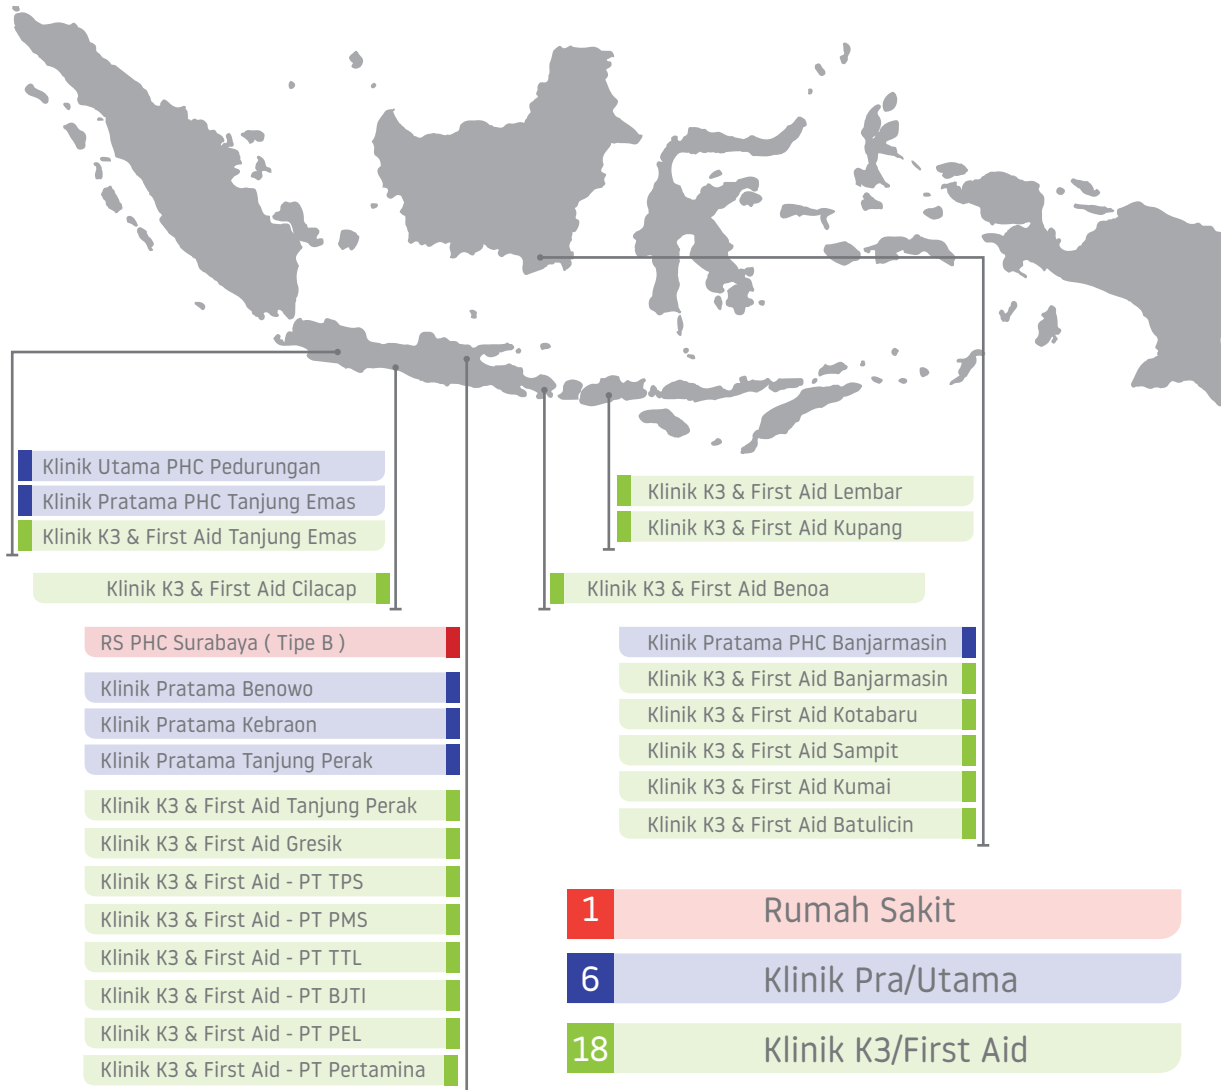 Klinik Utama PHC Pedurungan
Klinik Pratama PHC Tanjung Emas
Klinik K3 & First Aid Tanjung Emas
Klinik K3 & First Aid Cilacap
RS PHC Surabaya ( Tipe B )
Klinik Pratama Benowo
Klinik Pratama Kebraon
Klinik Pratama Tanjung Perak
Klinik K3 & First Aid Tanjung Perak
Klinik K3 & First Aid Gresik
Klinik K3 & First Aid - PT TPS
Klinik K3 & First Aid - PT PMS
Klinik K3 & First Aid - PT TTL
Klinik K3 & First Aid - PT BJTI
Klinik K3 & First Aid - PT PEL
Klinik K3 & First Aid - PT Pertamina
Klinik K3 & First Aid Lembar
Klinik K3 & First Aid Kupang
Klinik K3 & First Aid Benoa
Klinik Pratama PHC Banjarmasin
Klinik K3 & First Aid Banjarmasin
Klinik K3 & First Aid Kotabaru
Klinik K3 & First Aid Sampit
Klinik K3 & First Aid Kumai
Klinik K3 & First Aid Batulicin
1 Rumah Sakit
6 Klinik Pra/Utama
18 Klinik K3/First Aid